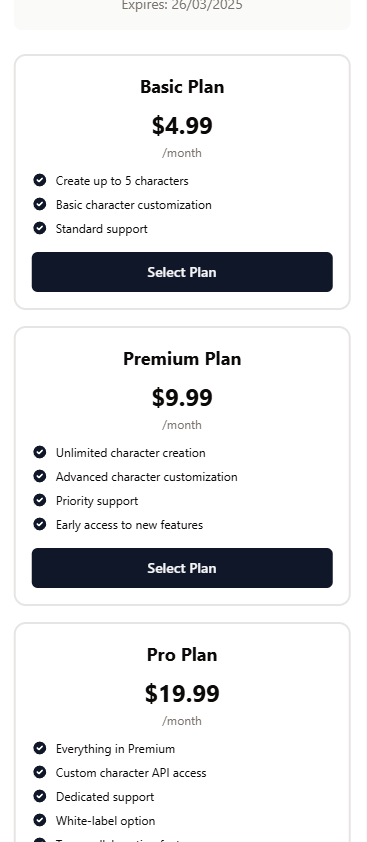 Expires: 26/03/2025
Basic Plan
$4.99
/month
Create up to 5 characters
Basic character customization
Standard support
Select Plan
Premium Plan
$9.99
/month
Unlimited character creation
Advanced character customization
Priority support
Early access to new features
Select Plan
Pro Plan
$19.99
/month
Everything in Premium
Custom character API access
Dedicated support
White-label option